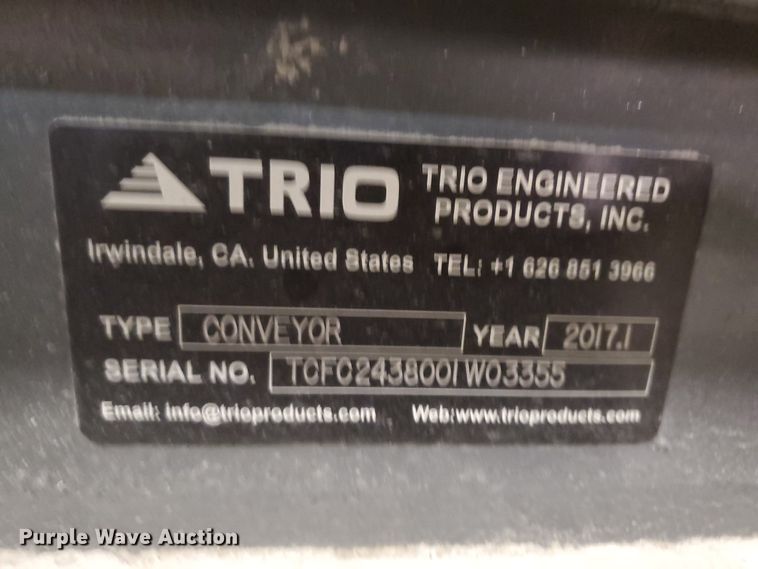 TRIO
TRIO ENGINEERED
PRODUCTS, INC.
Irwindale, CA. United States TEL: +1 626 851 3966
TYPE CONVEYOR YEAR 2017.1
SERIAL NO. TCFC2438001W03355
Email: info@trioproducts.com Web:www.trioproducts.com
Purple Wave Auction